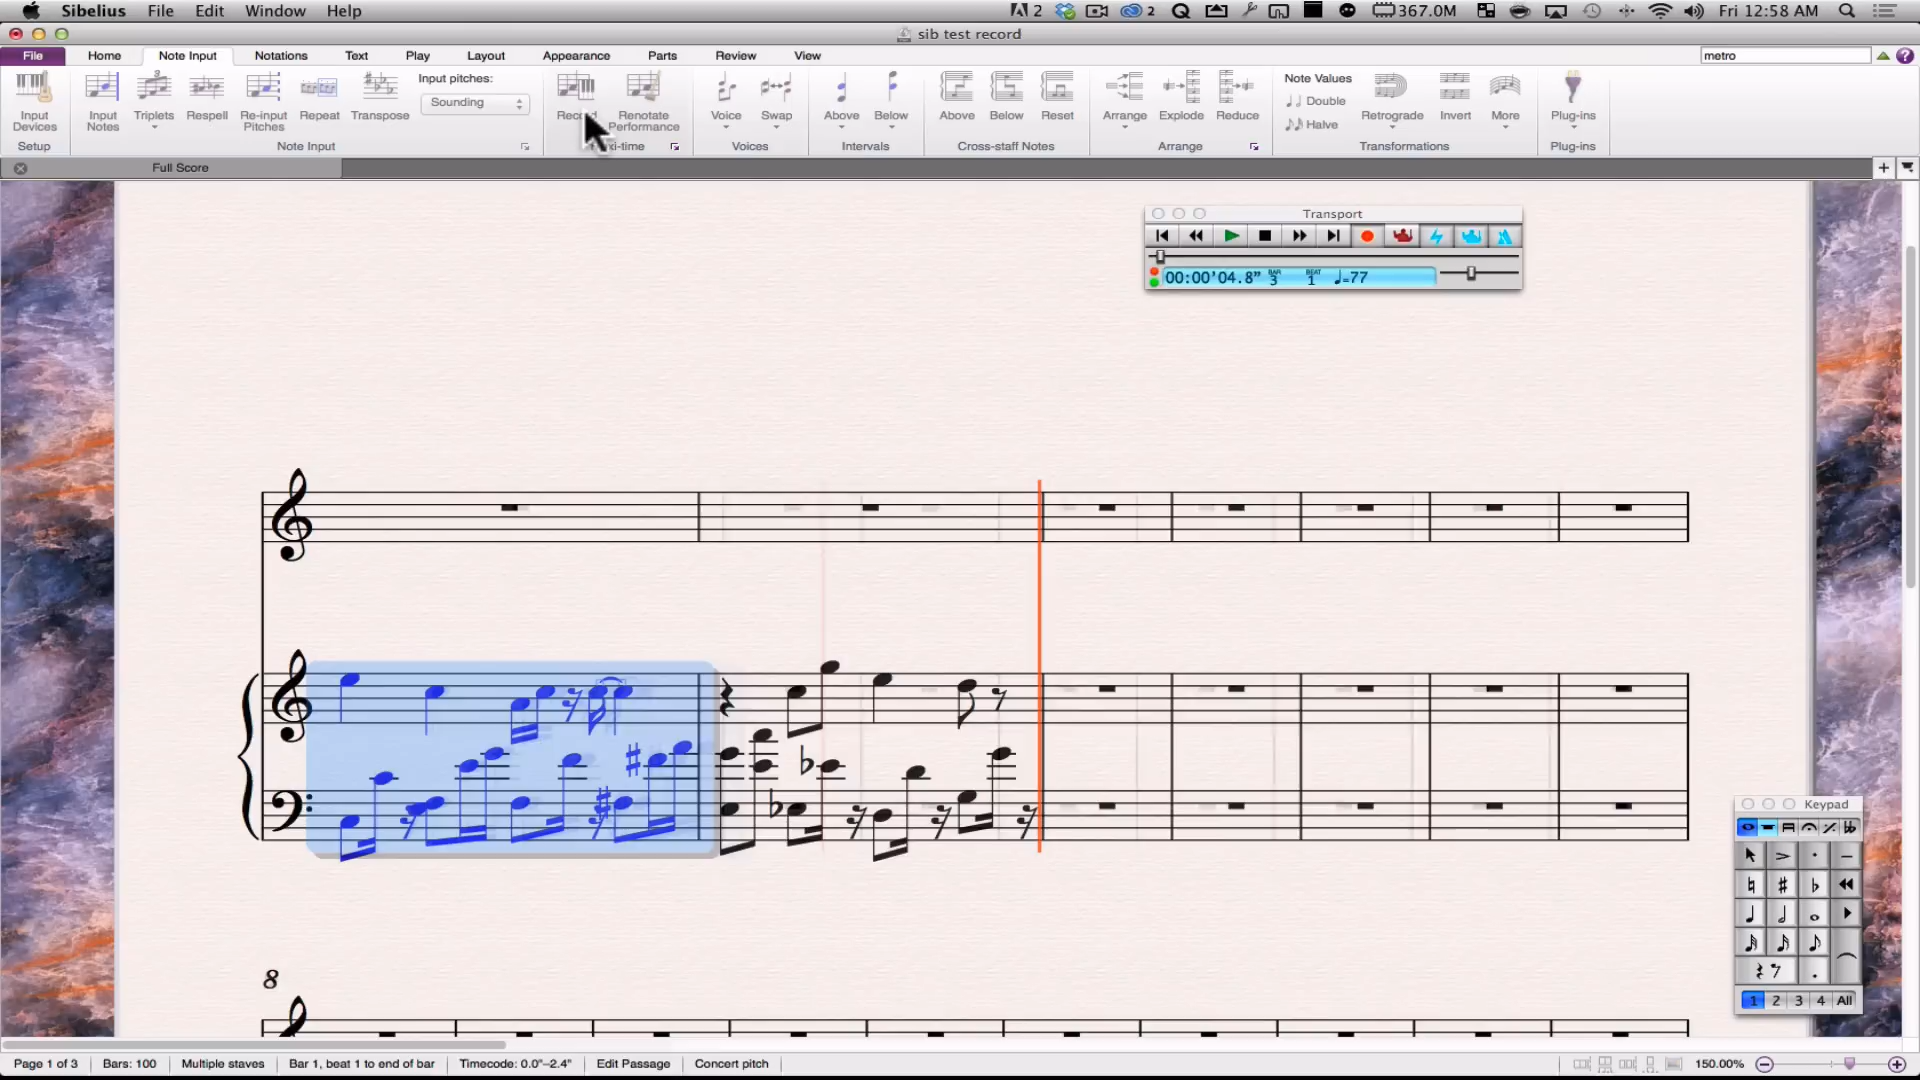 Sibelius File Edit Window Help 2 2 367.0M Fri 12:58 AM
sib test record
File Home Note Input Notations Text Play Layout Appearance Parts Review View metro ?
Input Devices
Input Notes
Triplets
Respell
Re-input Pitches
Repeat
Transpose
Input pitches:
Sounding
Renotate Performance
Voice
Swap
Above
Below
Above
Below
Reset
Arrange
Explode
Reduce
Note Values
Double
Halve
Retrograde
Invert
More
Plug-ins
Setup Note Input Voices Intervals Cross-staff Notes Arrange Transformations Plug-ins
Full Score
Transport
00:00'04.8" BAR 3 BEAT 1 ♩=77
Keypad
8
1 2 3 4 All
Page 1 of 3 Bars: 100 Multiple staves Bar 1, beat 1 to end of bar Timecode: 0.0"–2.4" Edit Passage Concert pitch 150.00%